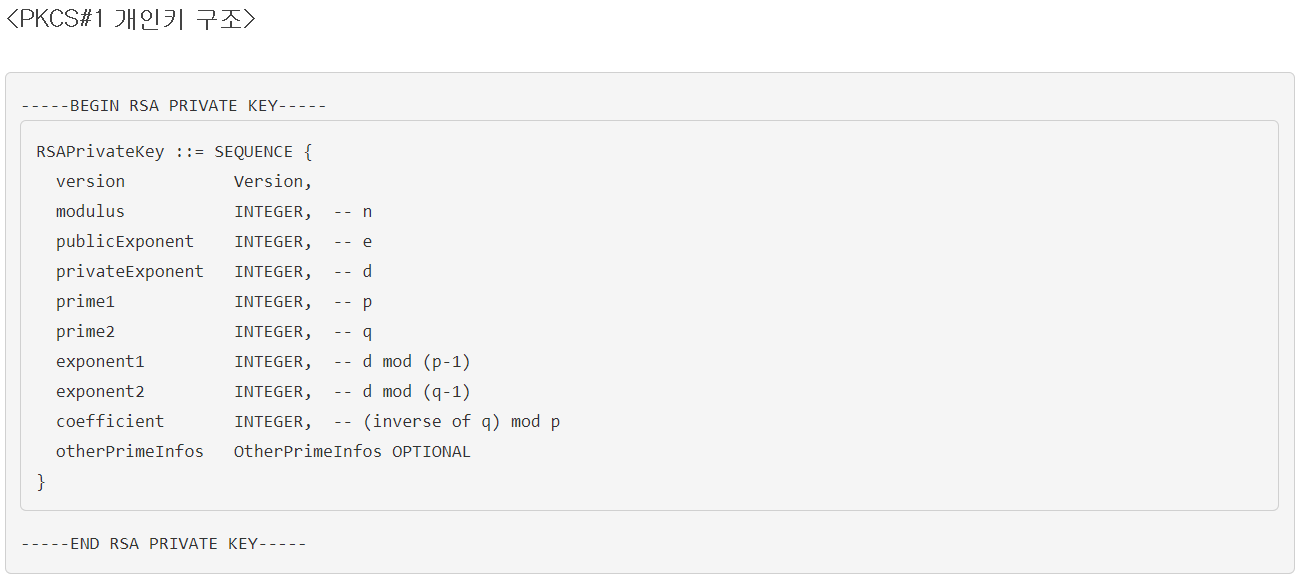 <PKCS#1 개인키 구조>
-----BEGIN RSA PRIVATE KEY-----
RSAPrivateKey ::= SEQUENCE {
  version           Version,
  modulus           INTEGER,  -- n
  publicExponent    INTEGER,  -- e
  privateExponent   INTEGER,  -- d
  prime1            INTEGER,  -- p
  prime2            INTEGER,  -- q
  exponent1         INTEGER,  -- d mod (p-1)
  exponent2         INTEGER,  -- d mod (q-1)
  coefficient       INTEGER,  -- (inverse of q) mod p
  otherPrimeInfos   OtherPrimeInfos OPTIONAL
}
-----END RSA PRIVATE KEY-----